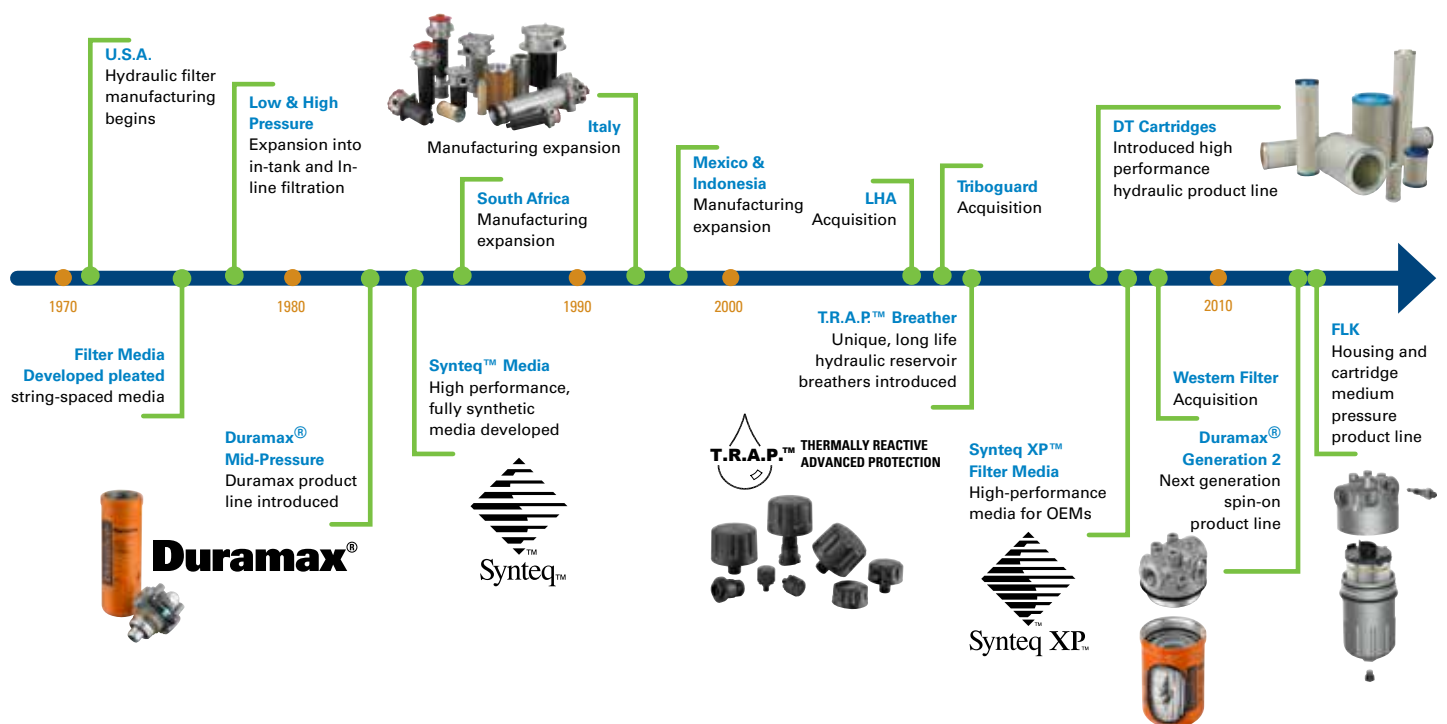 U.S.A.
Hydraulic filter
manufacturing
begins
Low & High
Pressure
Expansion into
in-tank and In-
line filtration
Italy
Manufacturing expansion
South Africa
Manufacturing
expansion
Mexico &
Indonesia
Manufacturing
expansion
LHA
Acquisition
Triboguard
Acquisition
DT Cartridges
Introduced high
performance
hydraulic product line
1970
1980
1990
2000
2010
Filter Media
Developed pleated
string-spaced media
Duramax®
Mid-Pressure
Duramax product
line introduced
Duramax®
Synteq™ Media
High performance,
fully synthetic
media developed
™
Synteq™
T.R.A.P.™ Breather
Unique, long life
hydraulic reservoir
breathers introduced
T.R.A.P.™ THERMALLY REACTIVE
ADVANCED PROTECTION
Synteq XP™
Filter Media
High-performance
media for OEMs
™
Synteq XP™
Western Filter
Acquisition
Duramax®
Generation 2
Next generation
spin-on
product line
FLK
Housing and
cartridge
medium
pressure
product line